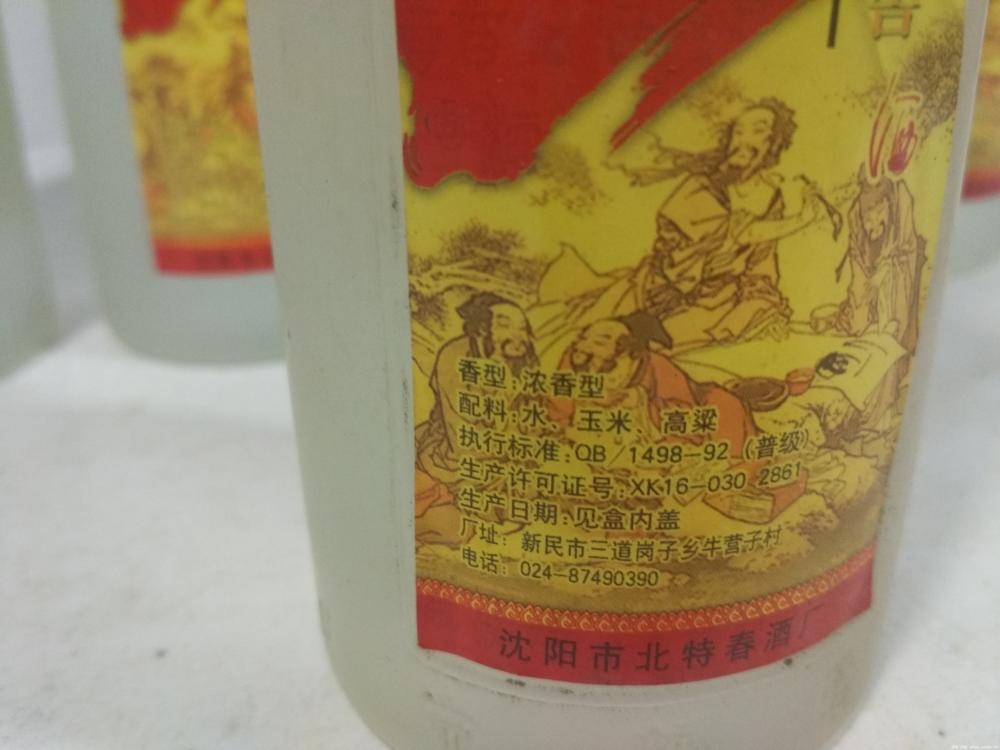 酒
香型:浓香型
配料:水、玉米、高粱
执行标准:QB/1498-92(普级)
生产许可证号:XK16-030 2861
生产日期:见盒内盖
厂址: 新民市三道岗子乡牛营子村
电话: 024-87490390
沈阳市北特春酒厂